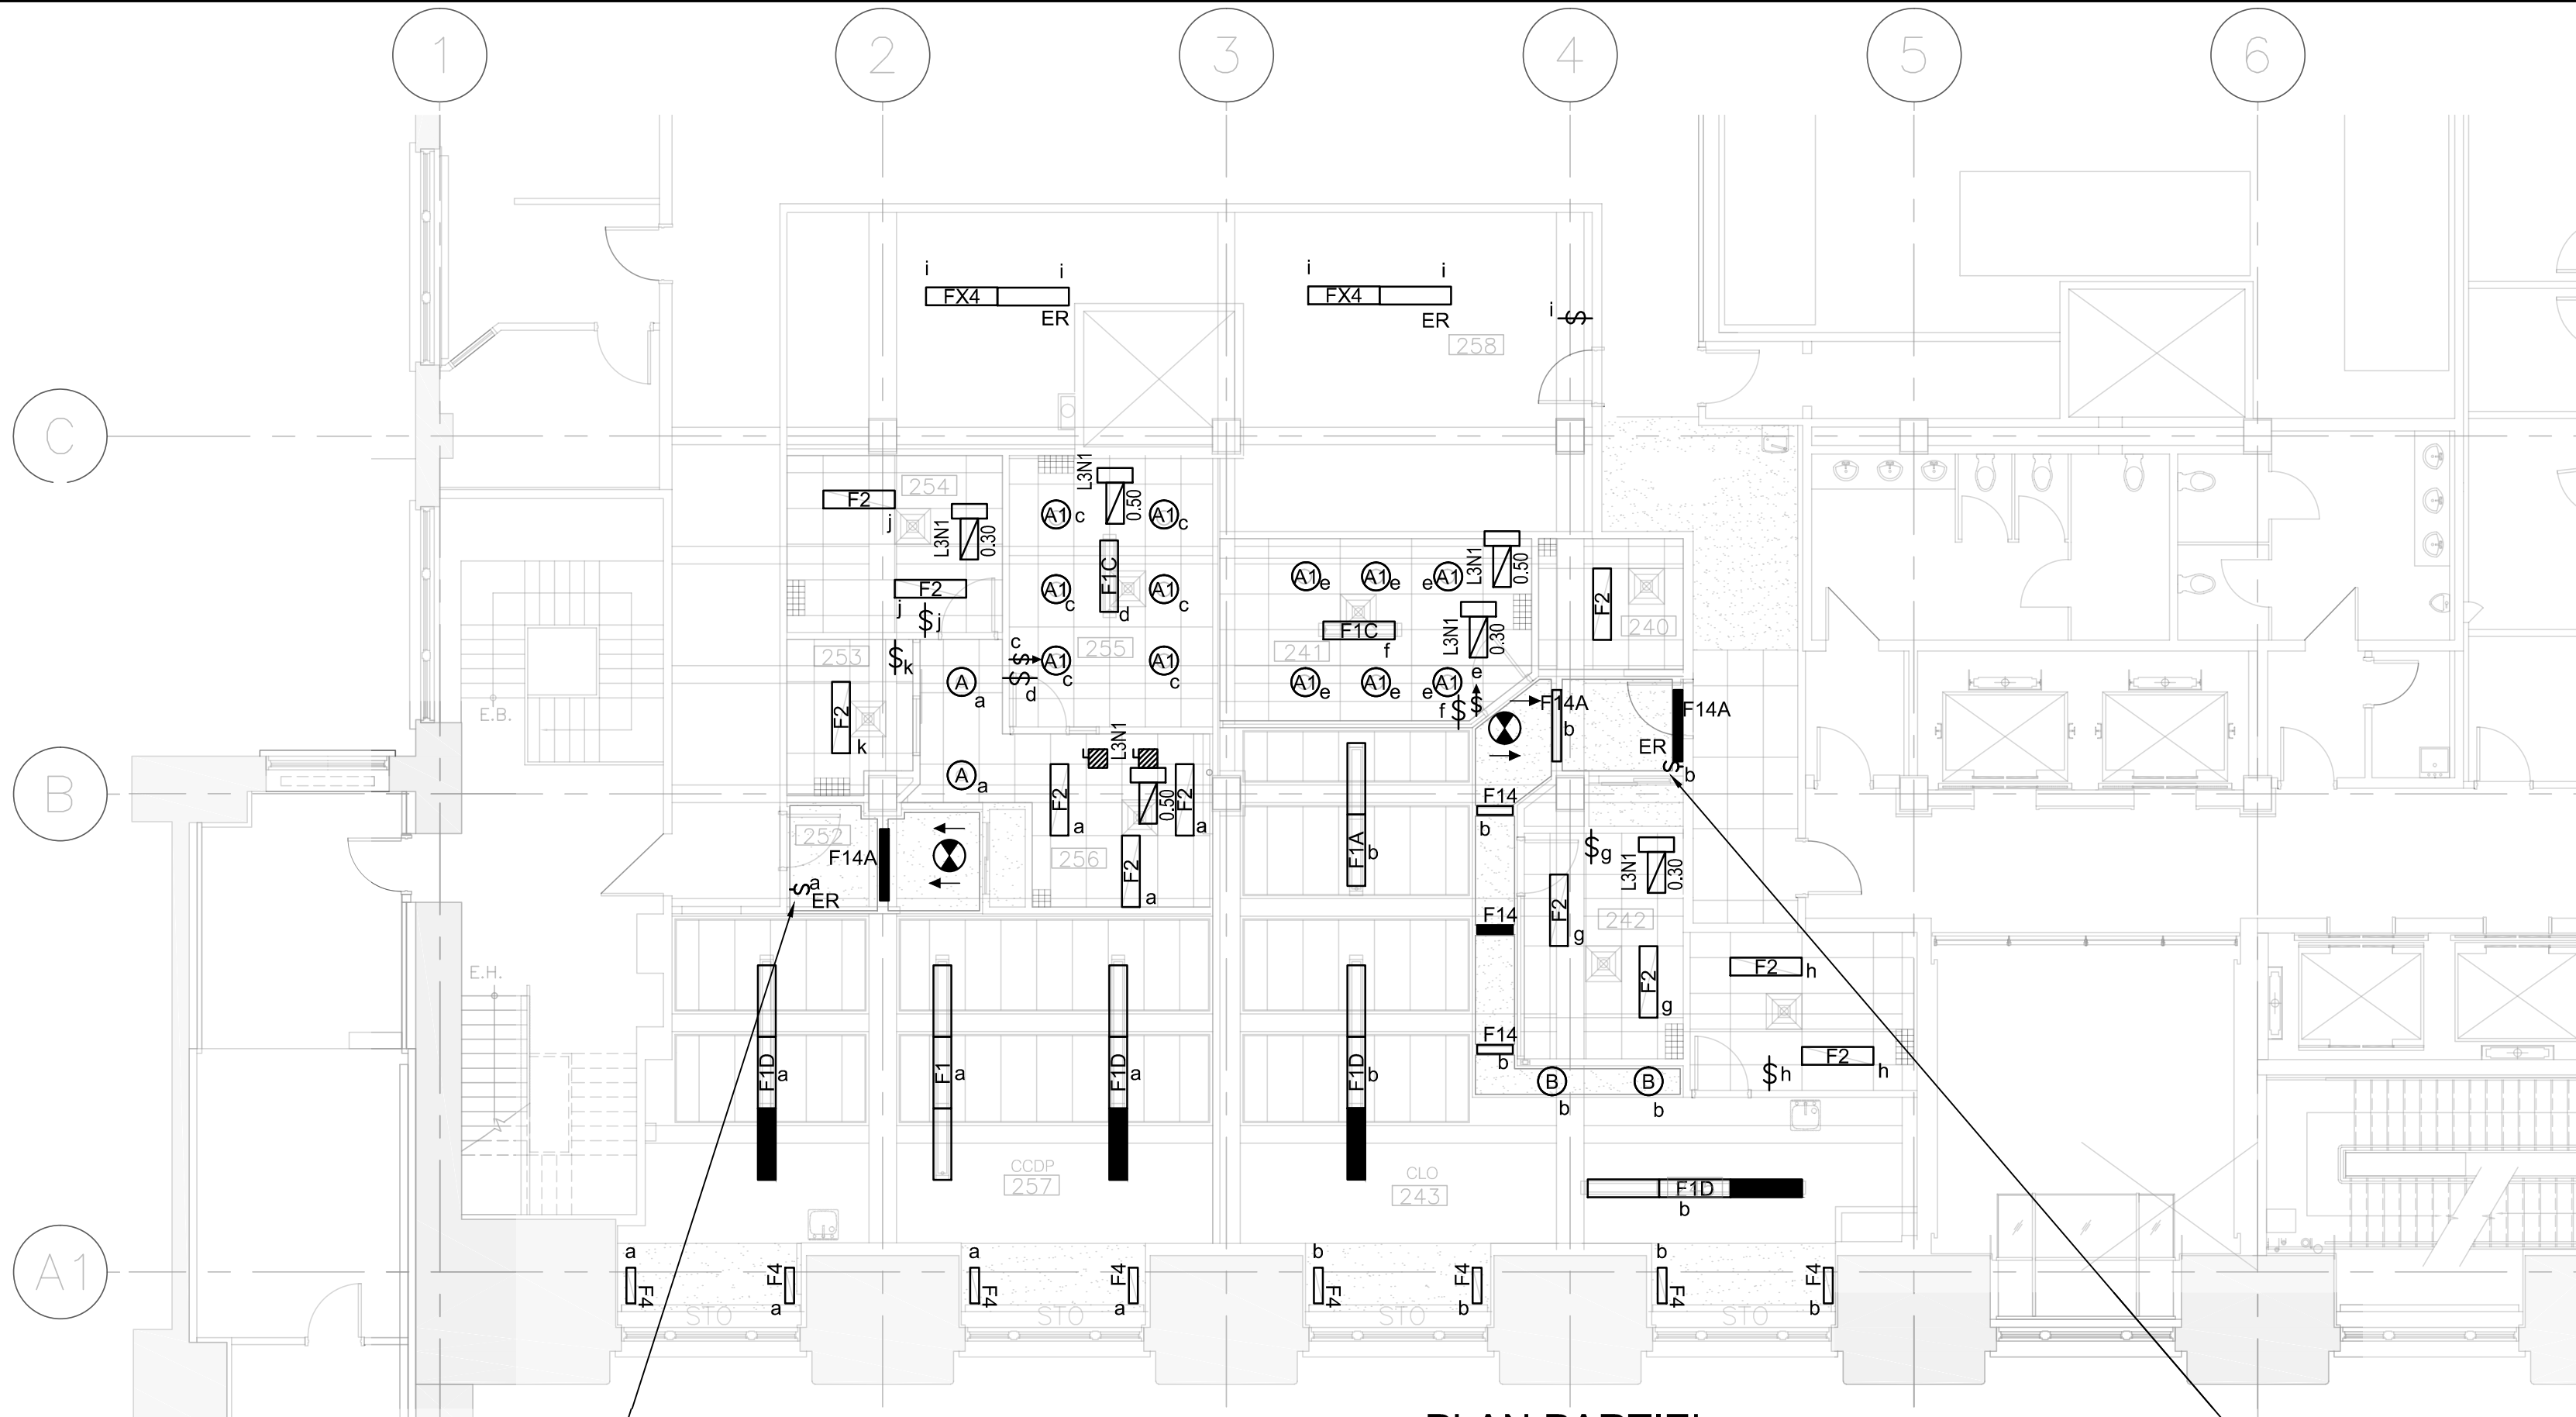 1 2 3 4 5 6
i i i i
FX4 FX4
ER ER
i
258
C
L3N1
F2 254
j
L3N1 0.30
A1 c A1 c
0.50
F1C
d
F2
j
$ j
A1 c A1 c
253
$ k
c
$
$
d
A1 c A1 c
255
A a
F2
k
A a
L3N1
0.50
A1 e A1 e e A1
L3N1
0.50
L3N1
0.30
F1C
f
241
F2
240
A1 e A1 e e A1
e
f $ $
F14A
b
F14A
ER
$ b
E.B.
B
F2
a
F2
a
F2
a
256
252
F14A
$ a
ER
F1A
b
F14
b
$ g
L3N1
0.30
F2
g
242
F14
F2
g
F2 h
E.H.
F14
b
F2
h
$ h
F1D
a
F1
a
F1D
a
F1D
b
B
b
B
b
CCDP
257
CLO
243
F1D
b
A1
a a b b
F4 F4 F4 F4 F4 F4 F4 F4
a a b b
STO STO STO STO